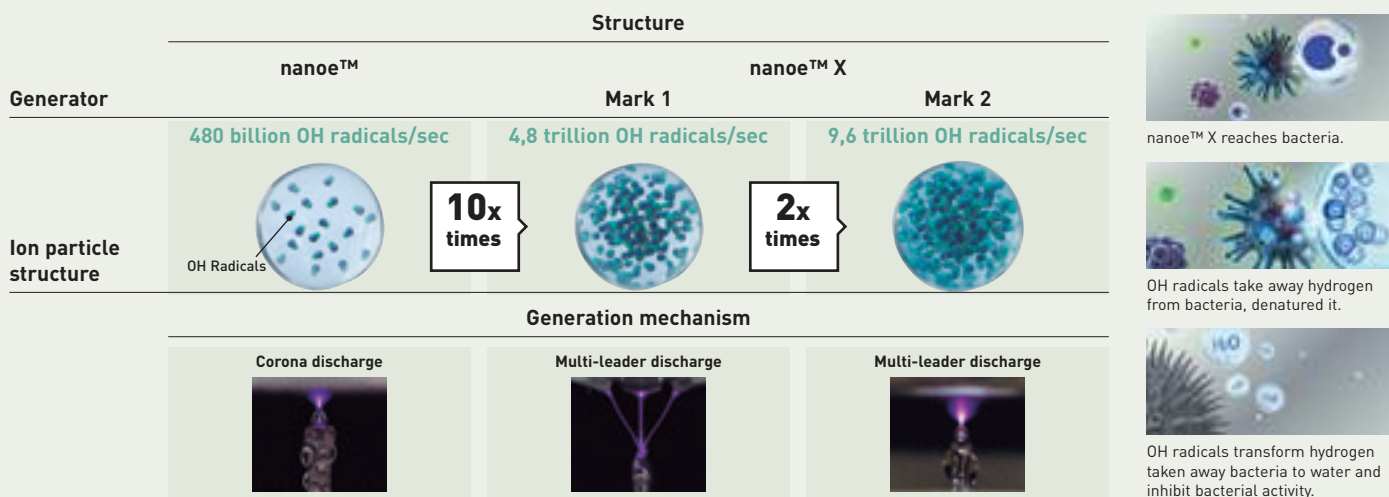 Structure
nanoe™
nanoe™ X
Generator
Mark 1
Mark 2
480 billion OH radicals/sec
4,8 trillion OH radicals/sec
9,6 trillion OH radicals/sec
10x
times
2x
times
OH Radicals
Ion particle
structure
Generation mechanism
Corona discharge
Multi-leader discharge
Multi-leader discharge
nanoe™ X reaches bacteria.
OH radicals take away hydrogen
from bacteria, denatured it.
H₂O
OH radicals transform hydrogen
taken away bacteria to water and
inhibit bacterial activity.